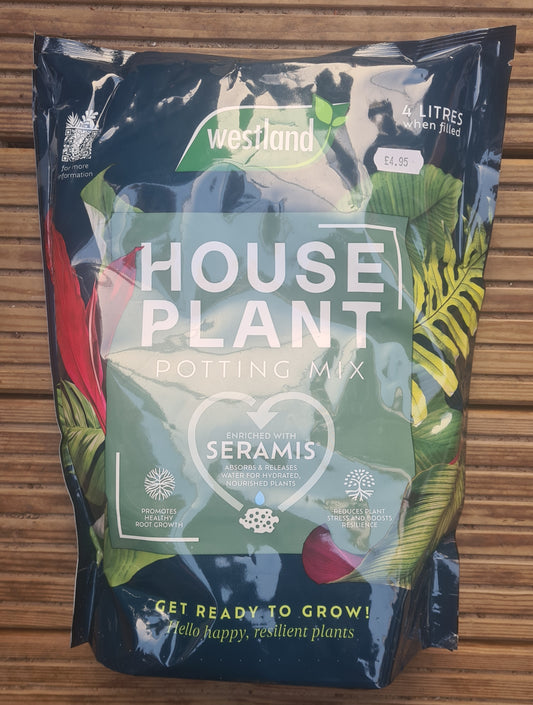 westland
4 LITRES
when filled
£4.95
for more
information
HOUSE
PLANT
POTTING MIX
ENRICHED WITH
SERAMIS®
ABSORBS & RELEASES
WATER FOR HYDRATED,
NOURISHED PLANTS
PROMOTES
HEALTHY
ROOT GROWTH
REDUCES PLANT
STRESS AND BOOSTS
RESILIENCE
GET READY TO GROW!
Hello happy, resilient plants